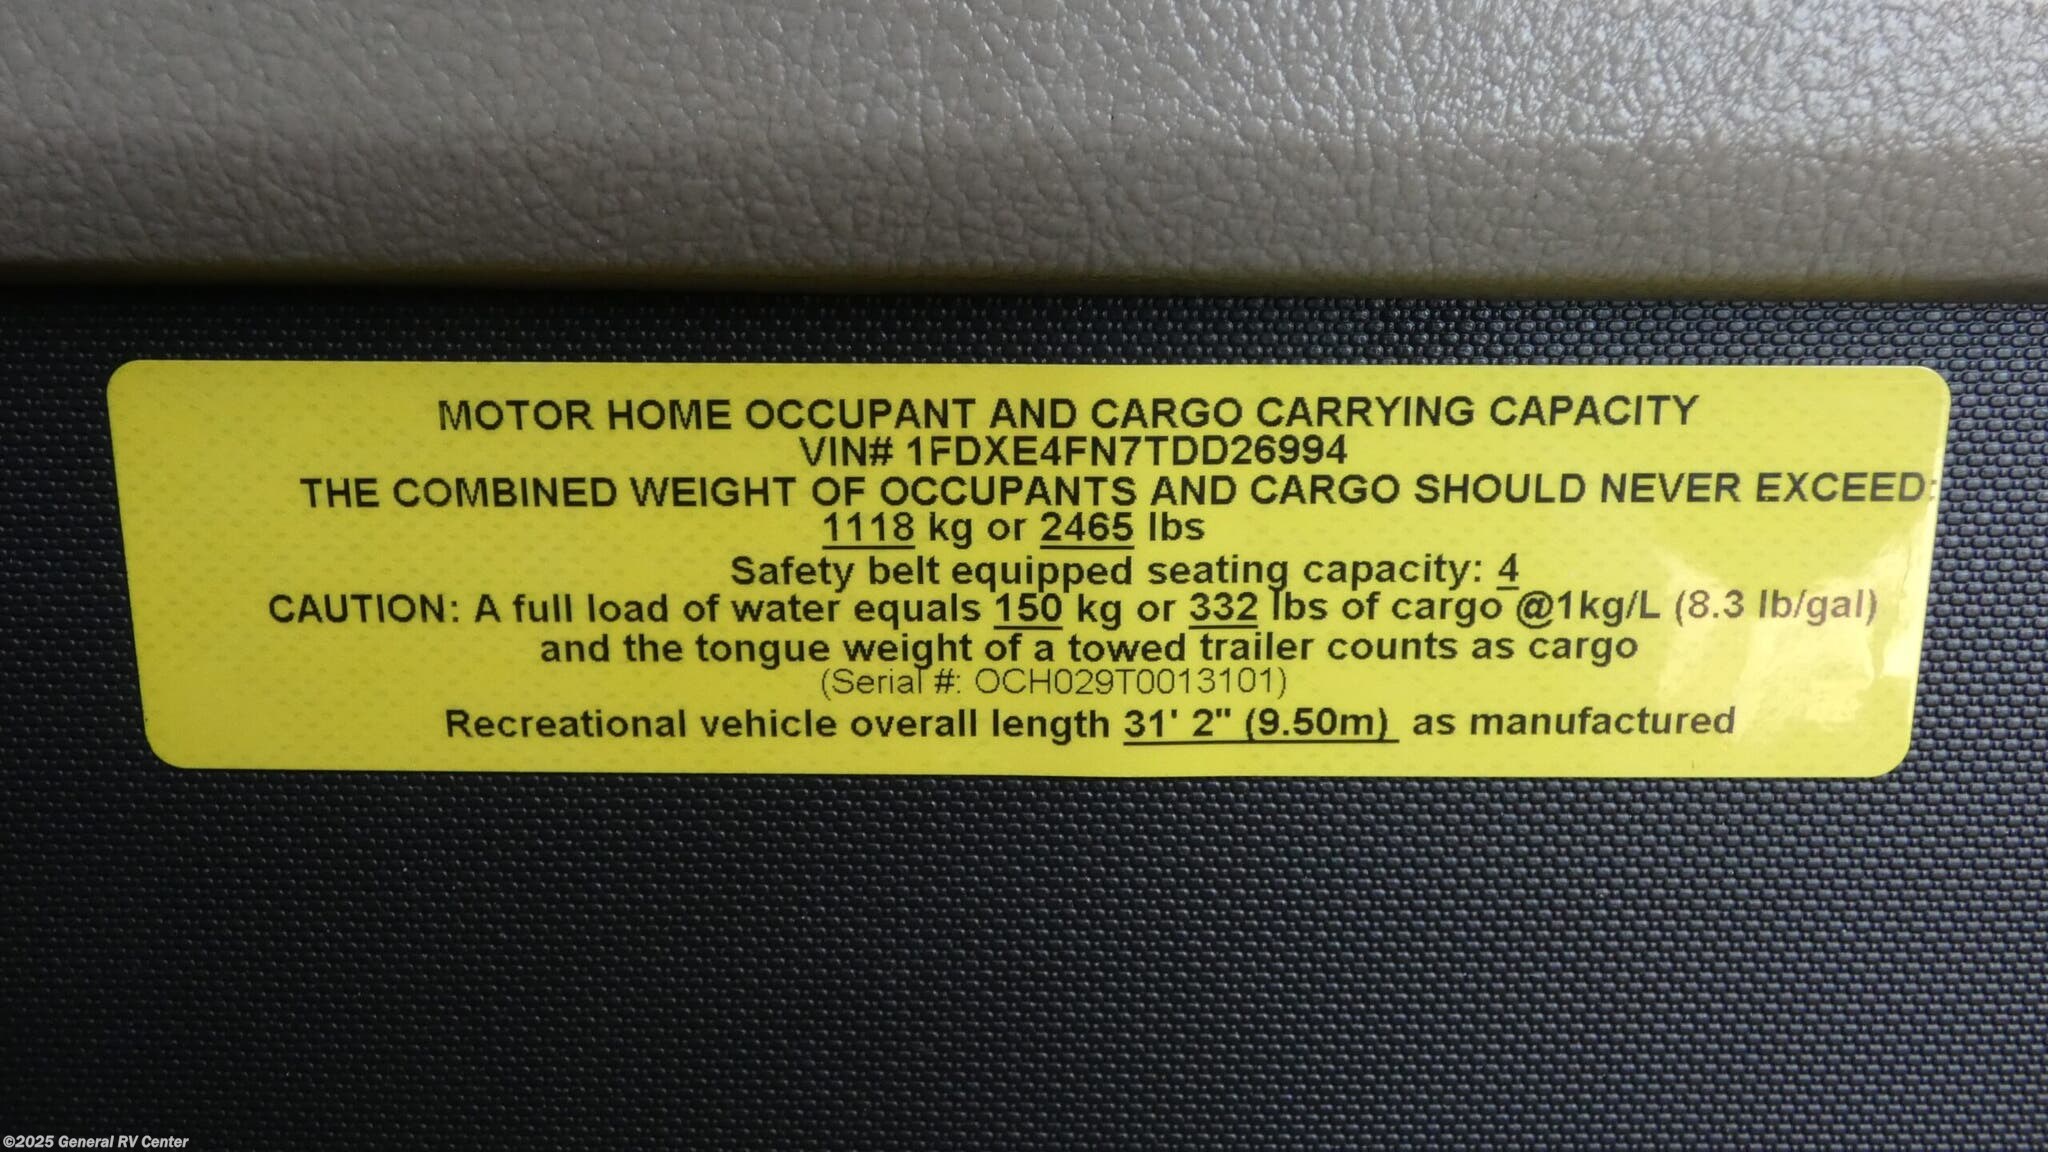 MOTOR HOME OCCUPANT AND CARGO CARRYING CAPACITY
VIN# 1FDXE4FN7TDD26994
THE COMBINED WEIGHT OF OCCUPANTS AND CARGO SHOULD NEVER EXCEED:
1118 kg or 2465 lbs
Safety belt equipped seating capacity: 4
CAUTION: A full load of water equals 150 kg or 332 lbs of cargo @1kg/L (8.3 lb/gal)
and the tongue weight of a towed trailer counts as cargo
(Serial #: OCH029T0013101)
Recreational vehicle overall length 31' 2" (9.50m) as manufactured
©2025 General RV Center